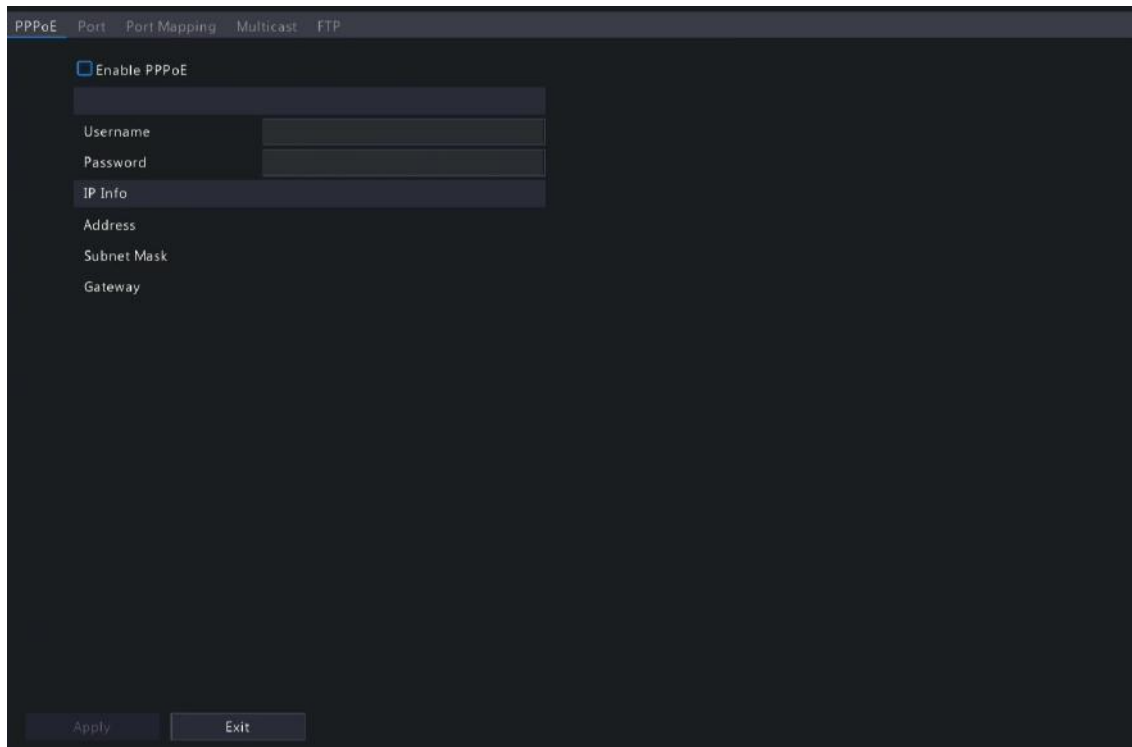 PPPoE Port Port Mapping Multicast FTP
Enable PPPoE
Username
Password
IP Info
Address
Subnet Mask
Gateway
Apply Exit